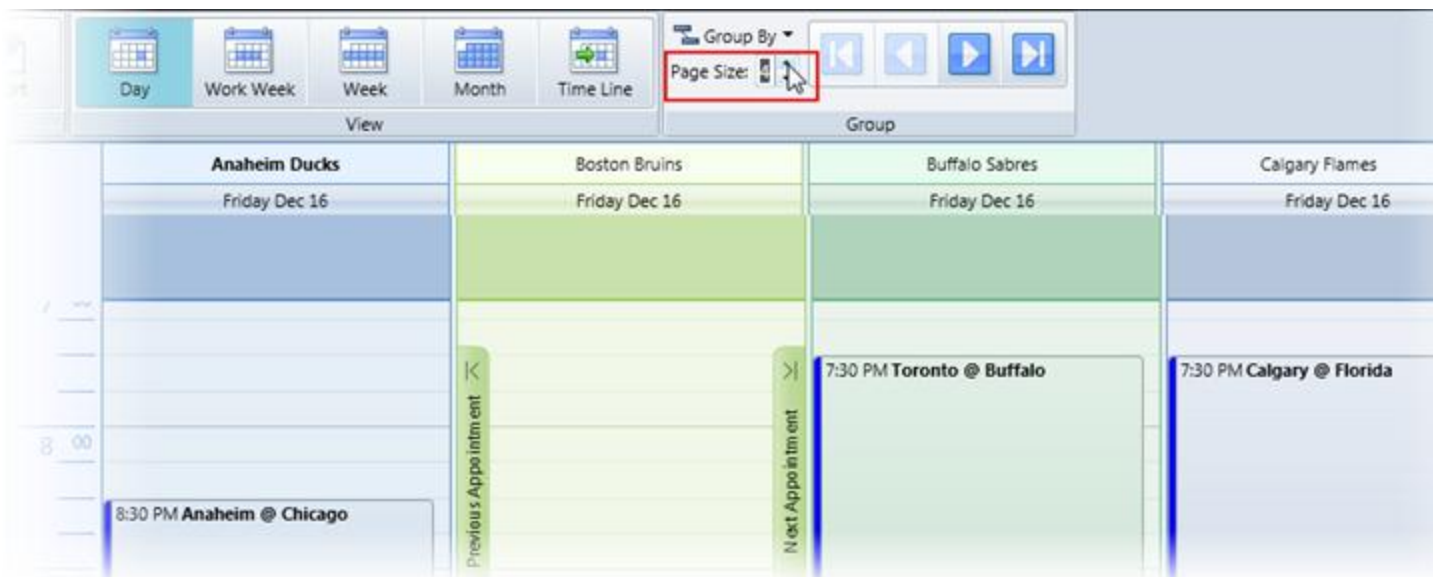 Group By
Page Size:
Day Work Week Week Month Time Line
View Group
Anaheim Ducks Boston Bruins Buffalo Sabres Calgary Flames
Friday Dec 16 Friday Dec 16 Friday Dec 16 Friday Dec 16
7:30 PM Toronto @ Buffalo 7:30 PM Calgary @ Florida
8 00
8:30 PM Anaheim @ Chicago
Previous Appointment
Next Appointment